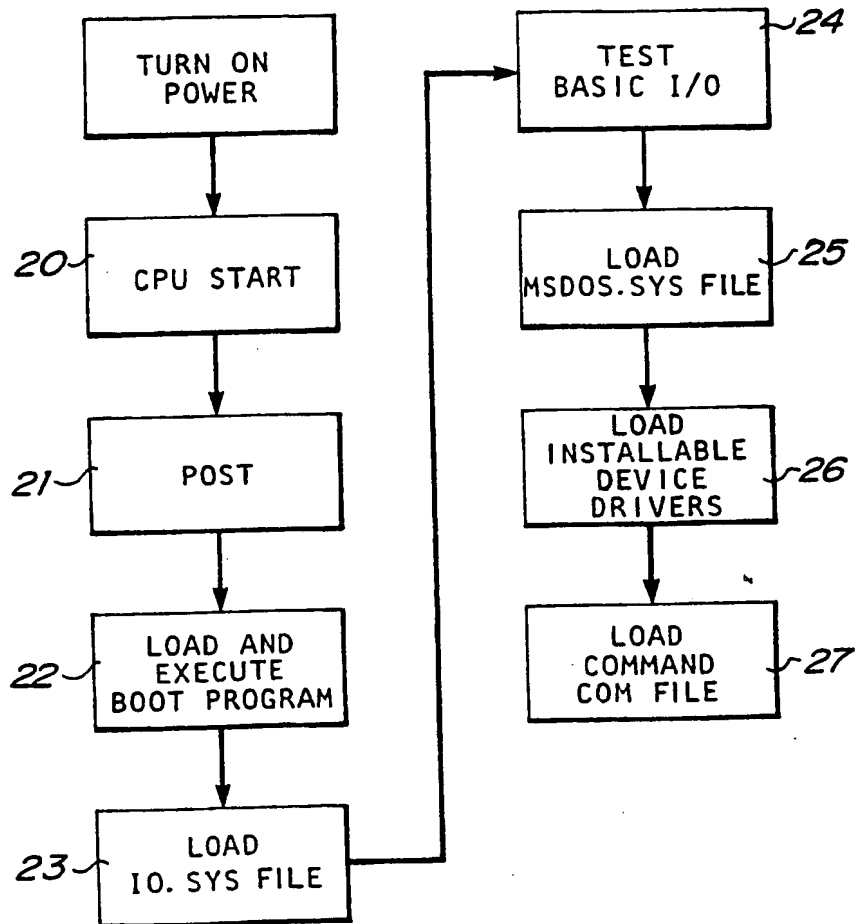 TURN ON
POWER
20
CPU START
21
POST
22
LOAD AND
EXECUTE
BOOT PROGRAM
23
LOAD
IO. SYS FILE
24
TEST
BASIC I/O
25
LOAD
MSDOS.SYS FILE
26
LOAD
INSTALLABLE
DEVICE
DRIVERS
27
LOAD
COMMAND
COM FILE